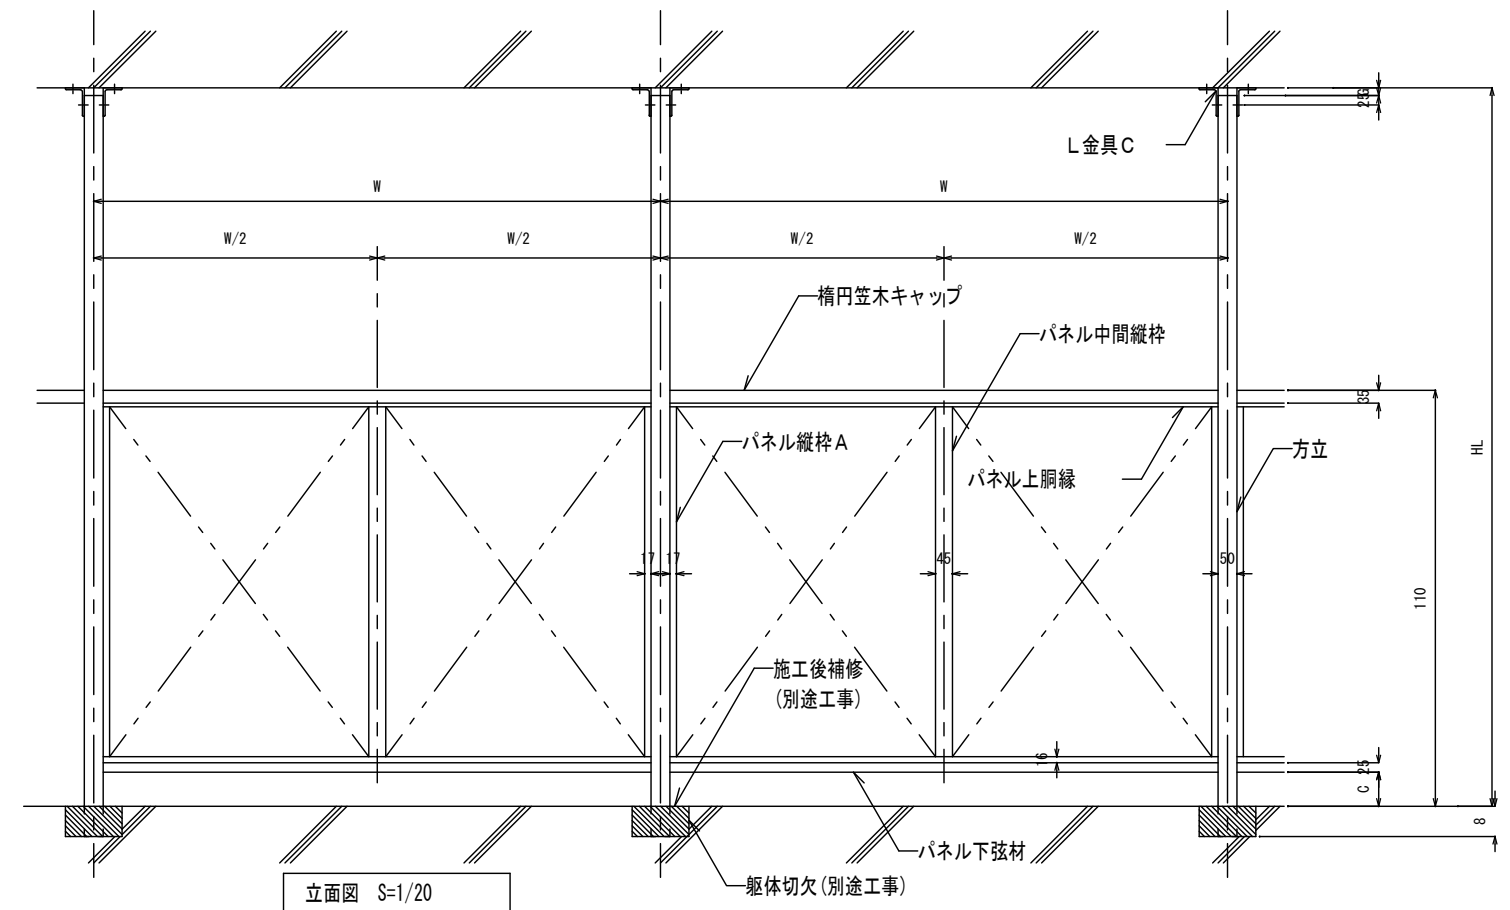 25
6
L金具C
W
W
W/2
W/2
W/2
W/2
楕円笠木キャップ
パネル中間縦枠
35
パネル縦枠A
パネル上胴縁
方立
HL
17
17
45
50
110
施工後補修
(別途工事)
16
25
C
8
パネル下弦材
躯体切欠(別途工事)
立面図 S=1/20